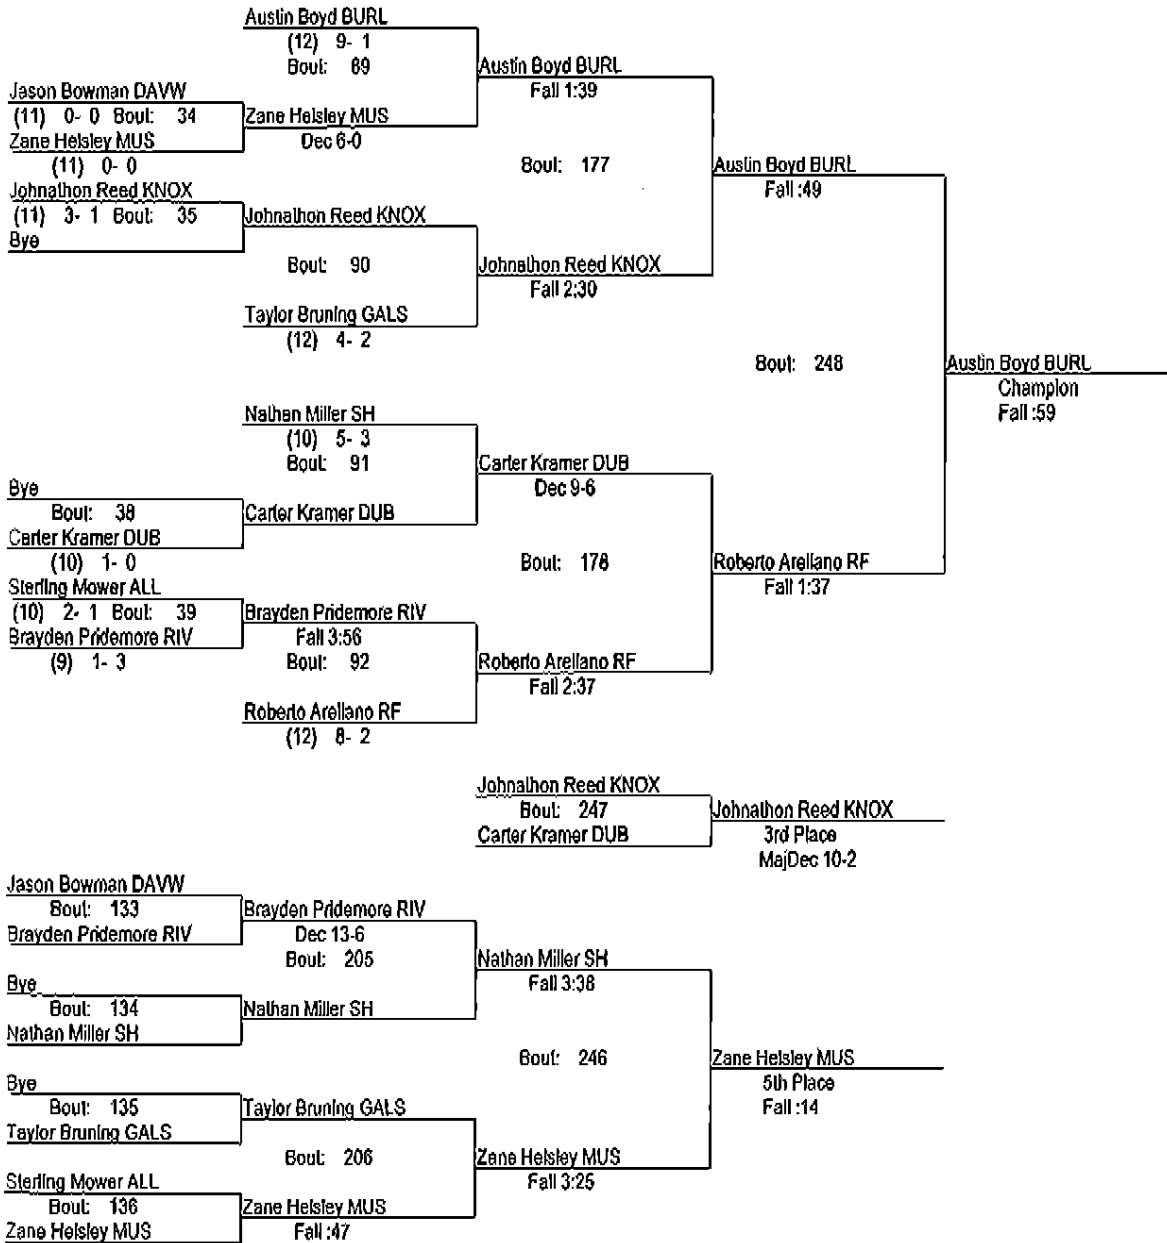 Austin Boyd BURL
(12) 9- 1
Bout: 89
Austin Boyd BURL
Fall 1:39
Jason Bowman DAVW
(11) 0- 0 Bout: 34
Zane Helsley MUS
Dec 6-0
Zane Helsley MUS
(11) 0- 0
Bout: 177
Austin Boyd BURL
Fall :49
Johnathon Reed KNOX
(11) 3- 1 Bout: 35
Johnathon Reed KNOX
Bye
Bout: 90
Johnathon Reed KNOX
Fall 2:30
Taylor Bruning GALS
(12) 4- 2
Bout: 248
Austin Boyd BURL
Champion
Fall :59
Nathan Miller SH
(10) 5- 3
Bout: 91
Carter Kramer DUB
Dec 9-6
Bye
Bout: 38
Carter Kramer DUB
Carter Kramer DUB
(10) 1- 0
Bout: 178
Roberto Arellano RF
Fall 1:37
Sterling Mower ALL
(10) 2- 1 Bout: 39
Brayden Pridemore RIV
Fall 3:56
Brayden Pridemore RIV
(9) 1- 3
Bout: 92
Roberto Arellano RF
Fall 2:37
Roberto Arellano RF
(12) 8- 2
Johnathon Reed KNOX
Bout: 247
Johnathon Reed KNOX
Carter Kramer DUB
3rd Place
MajDec 10-2
Jason Bowman DAVW
Bout: 133
Brayden Pridemore RIV
Brayden Pridemore RIV
Dec 13-6
Bout: 205
Nathan Miller SH
Fall 3:38
Bye
Bout: 134
Nathan Miller SH
Nathan Miller SH
Bout: 246
Zane Helsley MUS
5th Place
Fall :14
Bye
Bout: 135
Taylor Bruning GALS
Taylor Bruning GALS
Bout: 206
Zane Helsley MUS
Fall 3:25
Sterling Mower ALL
Bout: 136
Zane Helsley MUS
Zane Helsley MUS
Fall :47